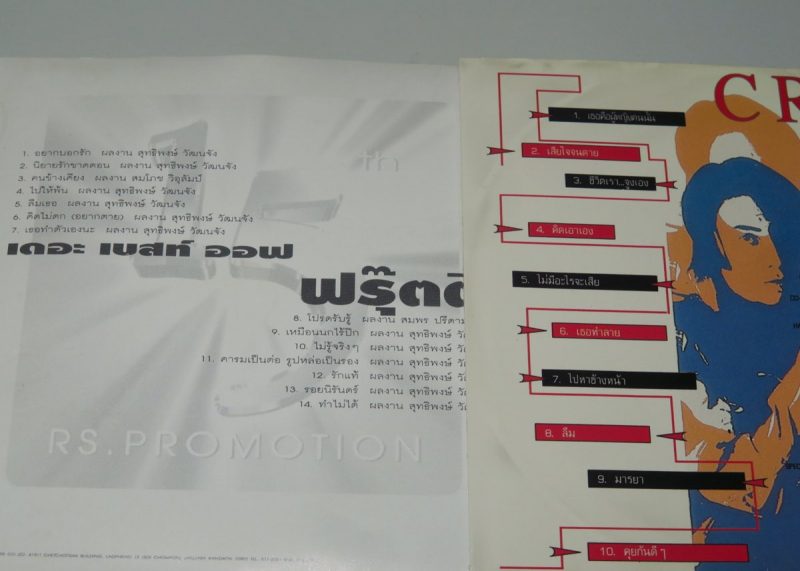 th
1. อยากบอกรัก ผลงาน สุทธิพงษ์ วัฒนจัง
2. นิยายรักขาดตอน ผลงาน สุทธิพงษ์ วัฒนจัง
3. คนข้างเคียง ผลงาน สมโภช วิอุลัมป์
4. ไปให้พ้น ผลงาน สุทธิพงษ์ วัฒนจัง
5. ลืมเธอ ผลงาน สุทธิพงษ์ วัฒนจัง
6. คิดไม่ตก (อยากตาย) ผลงาน สุทธิพงษ์ วัฒนจัง
7. เธอทำตัวเองนะ ผลงาน สุทธิพงษ์ วัฒนจัง
เดอะ เบสท์ ออฟ
ฟรุ๊ตตี
8. โปรดรับรู้ ผลงาน สมพร ปรีดา
9. เหมือนนกไร้ปีก ผลงาน สุทธิพงษ์
10. ไม่รู้จริงๆ ผลงาน สุทธิพงษ์
11. คารมเป็นต่อ รูปหล่อเป็นรอง ผลงาน สุทธิพงษ์
12. รักแท้ ผลงาน สุทธิพงษ์
13. รอยนิรันดร์ ผลงาน สุทธิพงษ์
14. ทำไม่ได้ ผลงาน สุทธิพงษ์
RS.PROMOTION
CR
1. เธอคือผู้หญิงคนนั้น
2. เสียใจจนตาย
3. ชีวิตเรา...จูงเอง
4. คิดเอาเอง
5. ไม่มีอะไรจะเสีย
6. เธอทำลาย
7. ไปหาข้างหน้า
8. ลืม
9. มารยา
10. คุยกันดีๆ